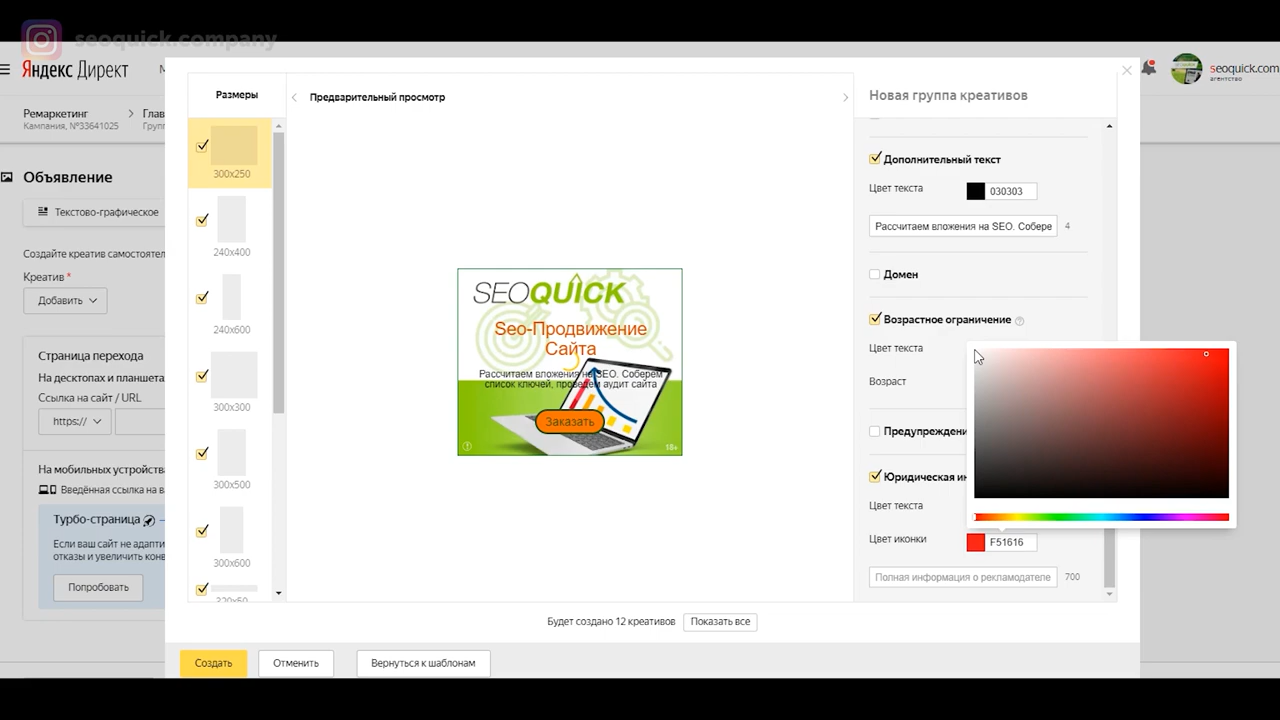 seoquick.company
Яндекс Директ
М
seoquick.com
агентство
Ремаркетинг
Глав
Кампания, №33641025
Групп
Объявление
Текстово-графическое
Создайте креатив самостоятел
Креатив *
Добавить
Страница перехода
На десктопах и планшета
Ссылка на сайт / URL
https://
На мобильных устройства
Введённая ссылка на в
Турбо-страница
Если ваш сайт не адапти
отказы и увеличить конв
Попробовать
Размеры
300x250
240x400
240x600
300x300
300x500
300x600
320x50
Предварительный просмотр
SEOQUICK
Seo-Продвижение
Сайта
Рассчитаем вложения на SEO. Соберем
список ключей, проведем аудит сайта
Заказать
18+
Новая группа креативов
Дополнительный текст
Цвет текста
030303
Рассчитаем вложения на SEO. Собере
4
Домен
Возрастное ограничение
Цвет текста
Возраст
Предупреждени
Юридическая ин
Цвет текста
Цвет иконки
F51616
Полная информация о рекламодателе
700
Будет создано 12 креативов
Показать все
Создать
Отменить
Вернуться к шаблонам